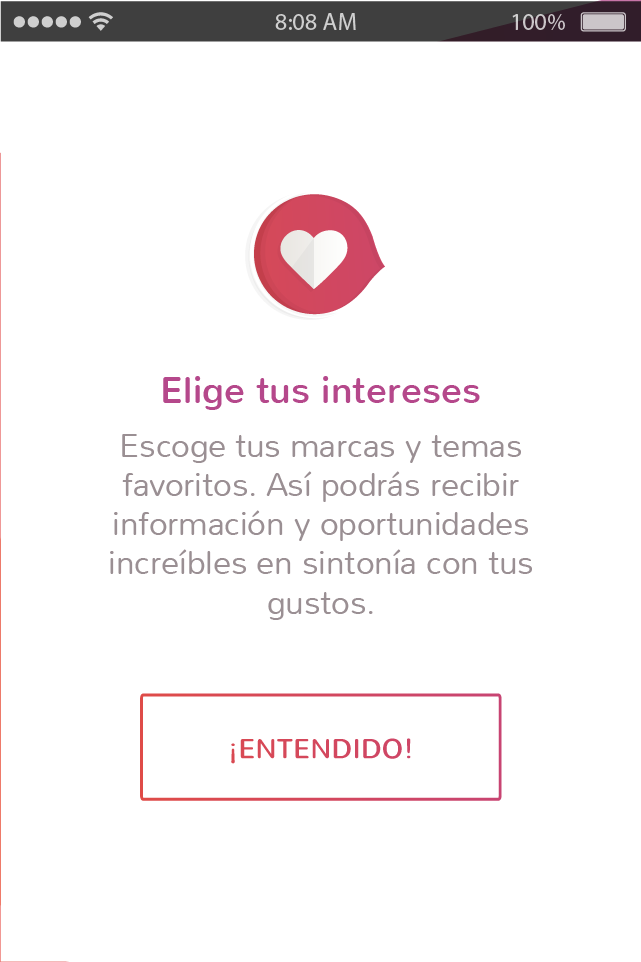 8:08 AM 100%
Elige tus intereses
Escoge tus marcas y temas
favoritos. Así podrás recibir
información y oportunidades
increíbles en sintonía con tus
gustos.
¡ENTENDIDO!